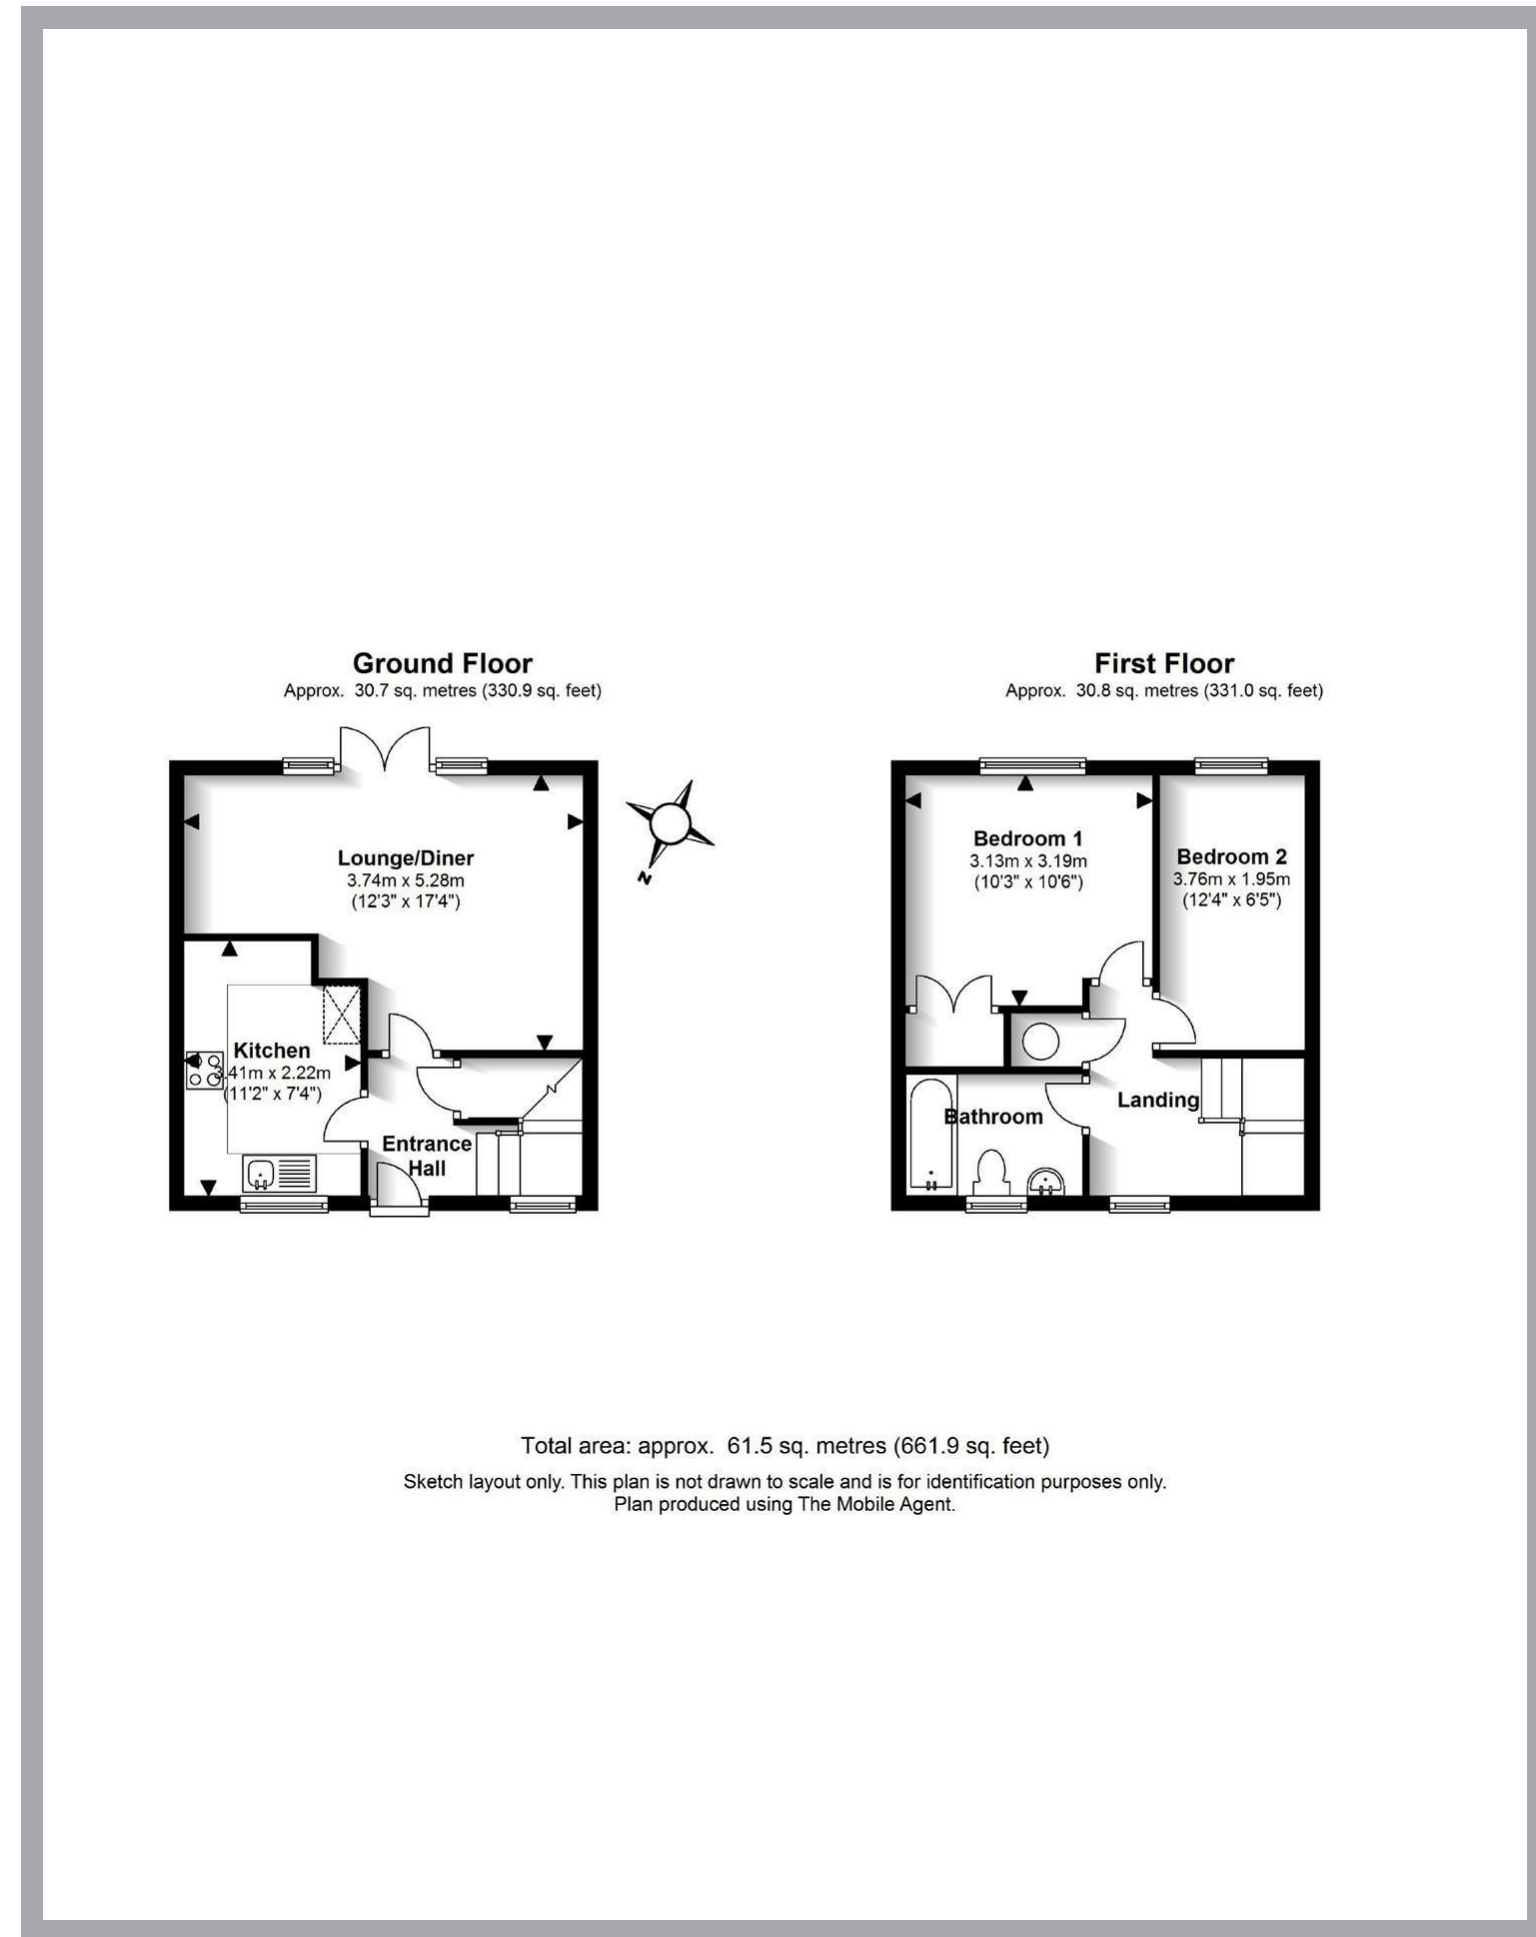 Ground Floor
Approx.  30.7 sq. metres (330.9 sq. feet)
Lounge/Diner
3.74m x 5.28m
(12'3" x 17'4")
N
Kitchen
3.41m x 2.22m
(11'2" x 7'4")
Entrance
Hall
First Floor
Approx.  30.8 sq. metres (331.0 sq. feet)
Bedroom 1
3.13m x 3.19m
(10'3" x 10'6")
Bedroom 2
3.76m x 1.95m
(12'4" x 6'5")
Landing
Bathroom
Total area: approx.  61.5 sq. metres (661.9 sq. feet)
Sketch layout only. This plan is not drawn to scale and is for identification purposes only.
Plan produced using The Mobile Agent.